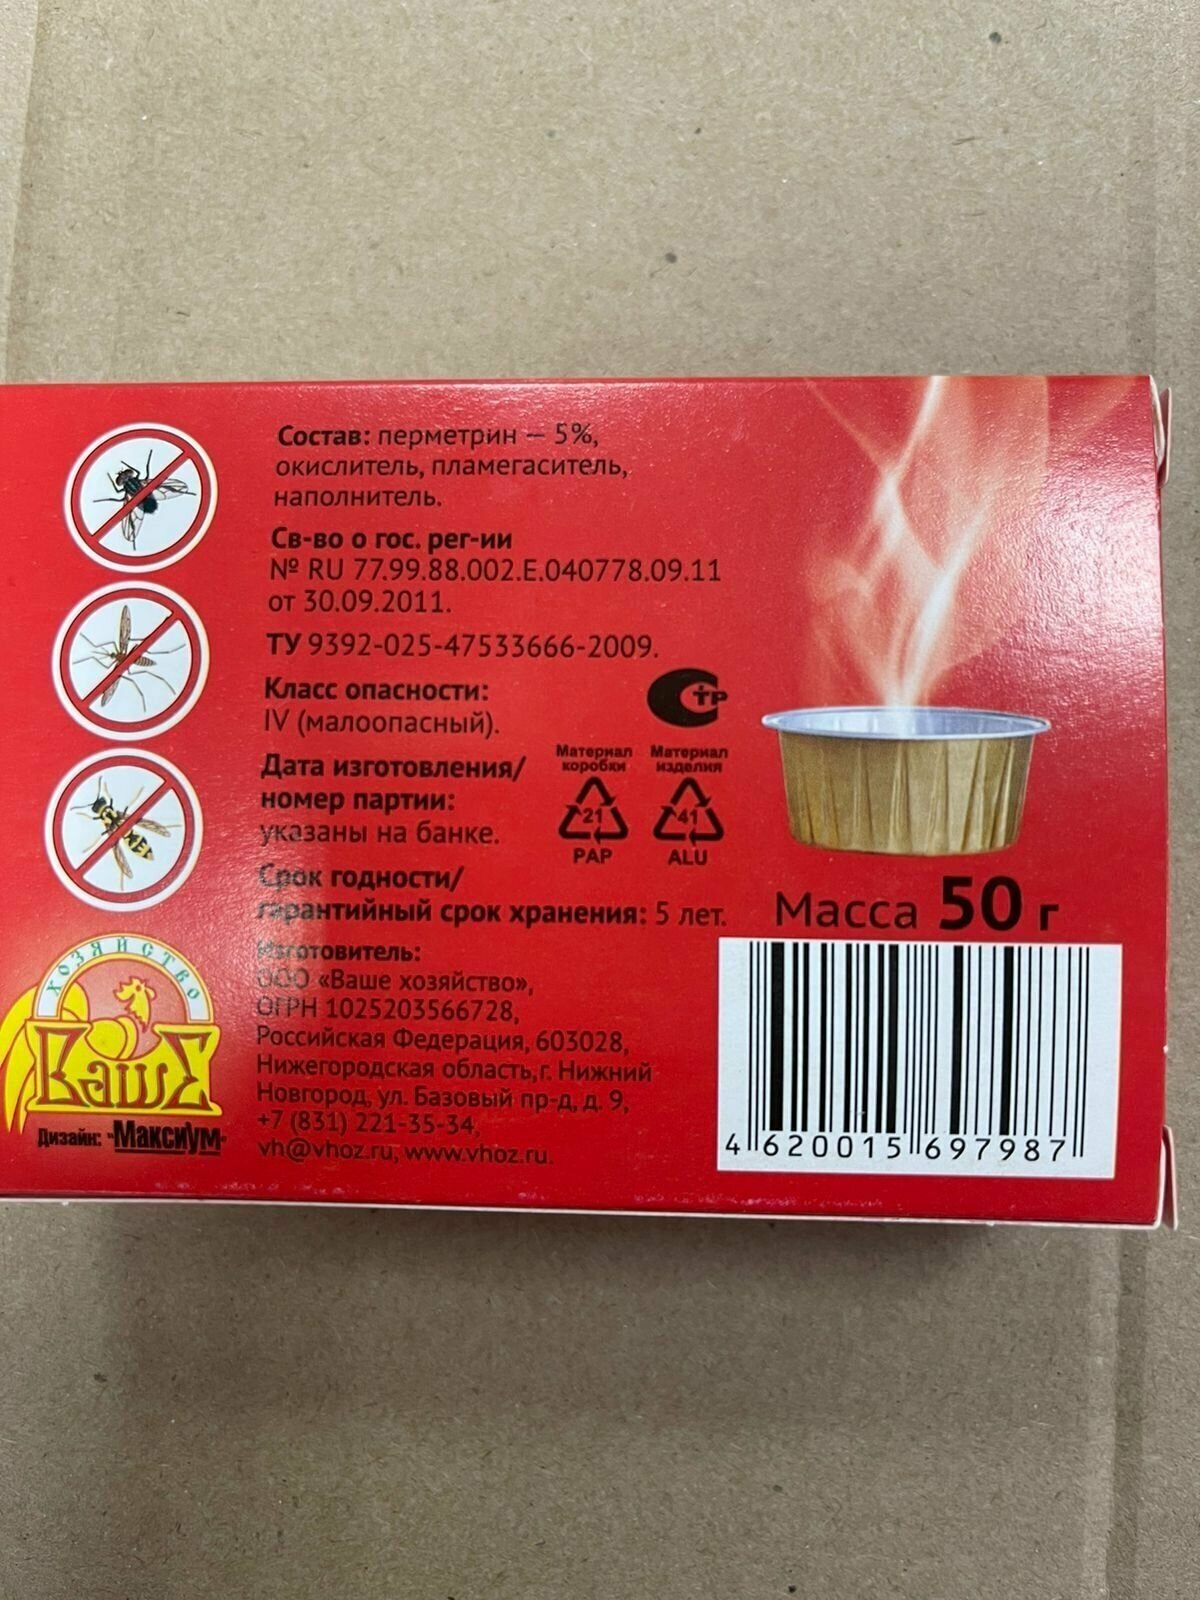 Состав: перметрин — 5%,
окислитель, пламегаситель,
наполнитель.
Св-во о гос. рег-ии
№ RU 77.99.88.002.Е.040778.09.11
от 30.09.2011.
ТУ 9392-025-47533666-2009.
Класс опасности:
IV (малоопасный).
Дата изготовления/
номер партии:
указаны на банке.
Срок годности/
гарантийный срок хранения: 5 лет.
Изготовитель:
ООО «Ваше хозяйство»,
ОГРН 1025203566728,
Российская Федерация, 603028,
Нижегородская область, г. Нижний
Новгород, ул. Базовый пр-д, д. 9,
+7 (831) 221-35-34,
vh@vhoz.ru, www.vhoz.ru.
СТР
Материал
коробки
21
PAP
Материал
изделия
41
ALU
Масса 50 г
4 620015 697987
ХОЗЯЙСТВО
ВашЕ
Дизайн: "Максиум"